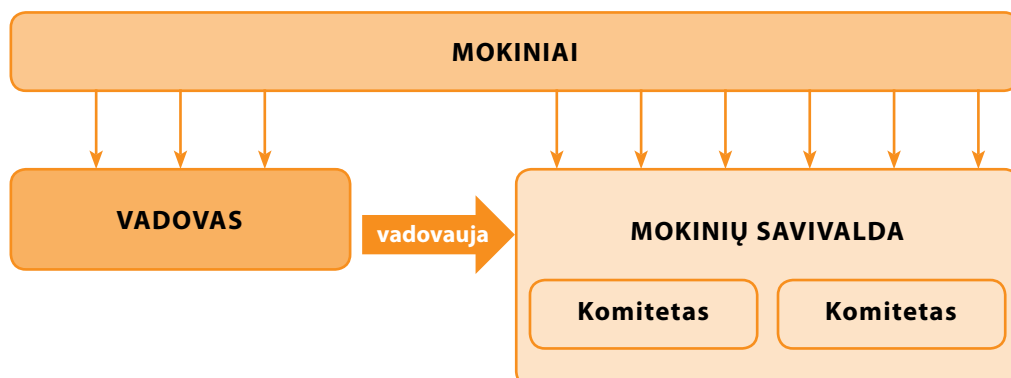 MOKINIAI
VADOVAS
vadovauja
MOKINIŲ SAVIVALDA
Komitetas
Komitetas